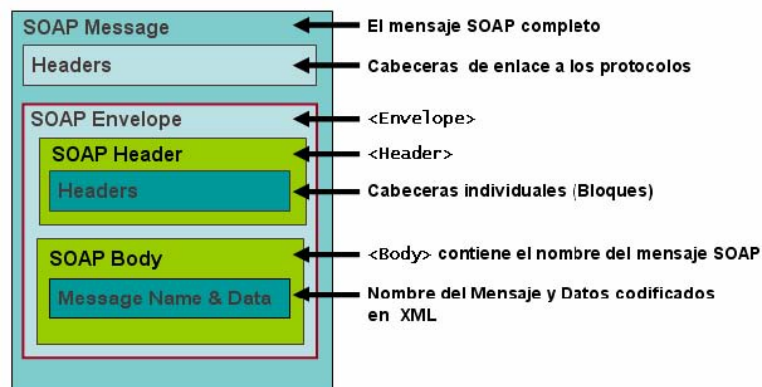 SOAP Message
El mensaje SOAP completo
Headers
Cabeceras de enlace a los protocolos
SOAP Envelope
<Envelope>
SOAP Header
<Header>
Headers
Cabeceras individuales (Bloques)
SOAP Body
<Body> contiene el nombre del mensaje SOAP
Message Name & Data
Nombre del Mensaje y Datos codificados
en XML